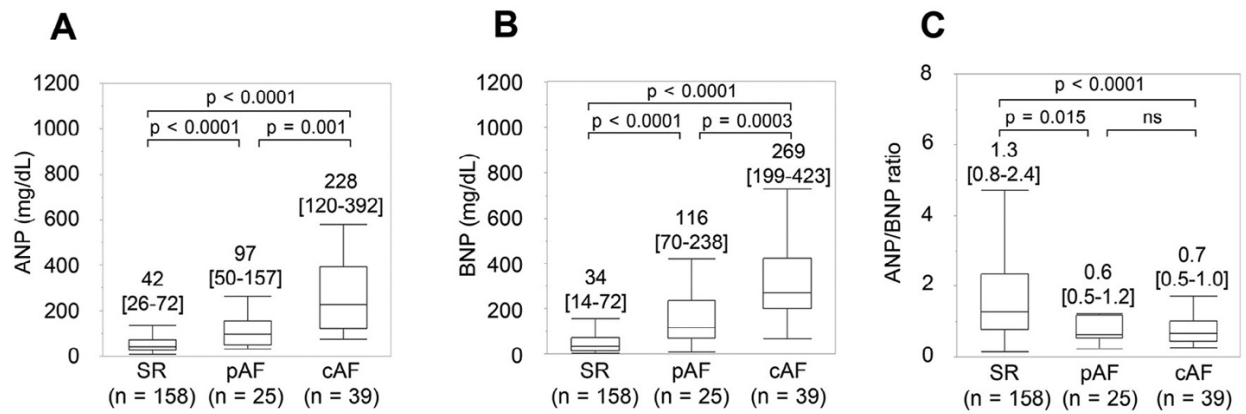 A
ANP (mg/dL)
1200
1000
800
600
400
200
0
p < 0.0001
p < 0.0001
p = 0.001
42
[26-72]
97
[50-157]
228
[120-392]
SR
(n = 158)
pAF
(n = 25)
cAF
(n = 39)
B
BNP (mg/dL)
1200
1000
800
600
400
200
0
p < 0.0001
p < 0.0001
p = 0.0003
34
[14-72]
116
[70-238]
269
[199-423]
SR
(n = 158)
pAF
(n = 25)
cAF
(n = 39)
C
ANP/BNP ratio
8
6
4
2
0
p < 0.0001
p = 0.015
ns
1.3
[0.8-2.4]
0.6
[0.5-1.2]
0.7
[0.5-1.0]
SR
(n = 158)
pAF
(n = 25)
cAF
(n = 39)